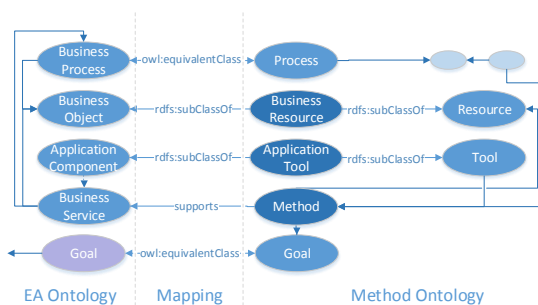 Business
Process
owl:equivalentClass
Process
Business
Object
rdfs:subClassOf
Business
Resource
rdfs:subClassOf
Resource
Application
Component
rdfs:subClassOf
Application
Tool
rdfs:subClassOf
Tool
Business
Service
supports
Method
Goal
owl:equivalentClass
Goal
EA Ontology
Mapping
Method Ontology